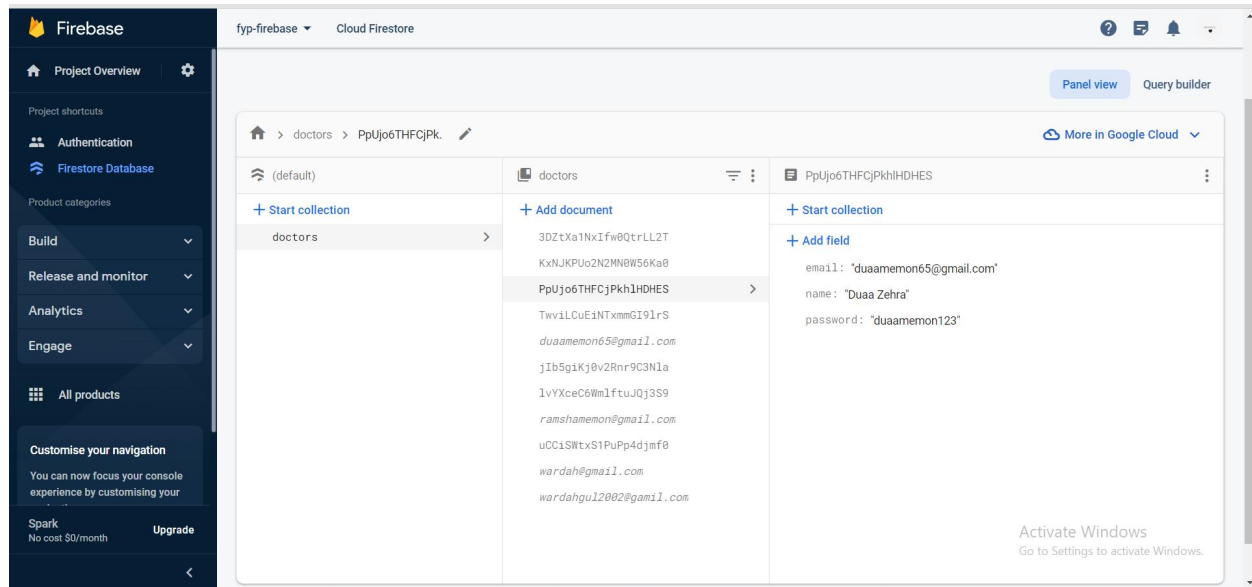 Firebase
fyp-firebase Cloud Firestore
Project Overview
Panel view Query builder
Project shortcuts
Authentication
Firestore Database
Product categories
Build
Release and monitor
Analytics
Engage
All products
Customise your navigation
You can now focus your console
experience by customising your
Spark
No cost $0/month
Upgrade
doctors > PpUjo6THFCjPk.
More in Google Cloud
(default)
Start collection
doctors
doctors
Add document
3DZtXa1NxIfw0QtrLL2T
KxNJKPUo2N2MN0W56Ka0
PpUjo6THFCjPkhlHDHES
TwviLCuEiNTxmmGI9lrS
duaamemon65@gmail.com
jIb5giKj0v2Rnr9C3Nla
lvYXceC6WmlftuJQj3S9
ramshamemon@gmail.com
uCCiSWtxS1PuPp4djmf0
wardah@gmail.com
wardahgul2002@gamil.com
PpUjo6THFCjPkhlHDHES
Start collection
Add field
email: "duaamemon65@gmail.com"
name: "Duaa Zehra"
password: "duaamemon123"
Activate Windows
Go to Settings to activate Windows.